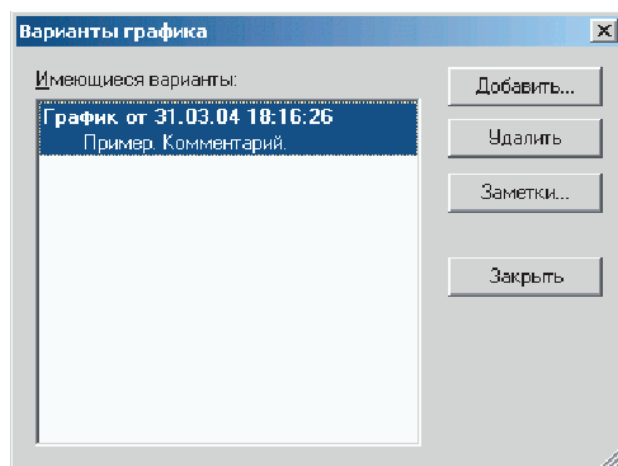 Варианты графика
Имеющиеся варианты:
График от 31.03.04 18:16:26
Пример. Комментарий.
Добавить...
Удалить
Заметки...
Закрыть